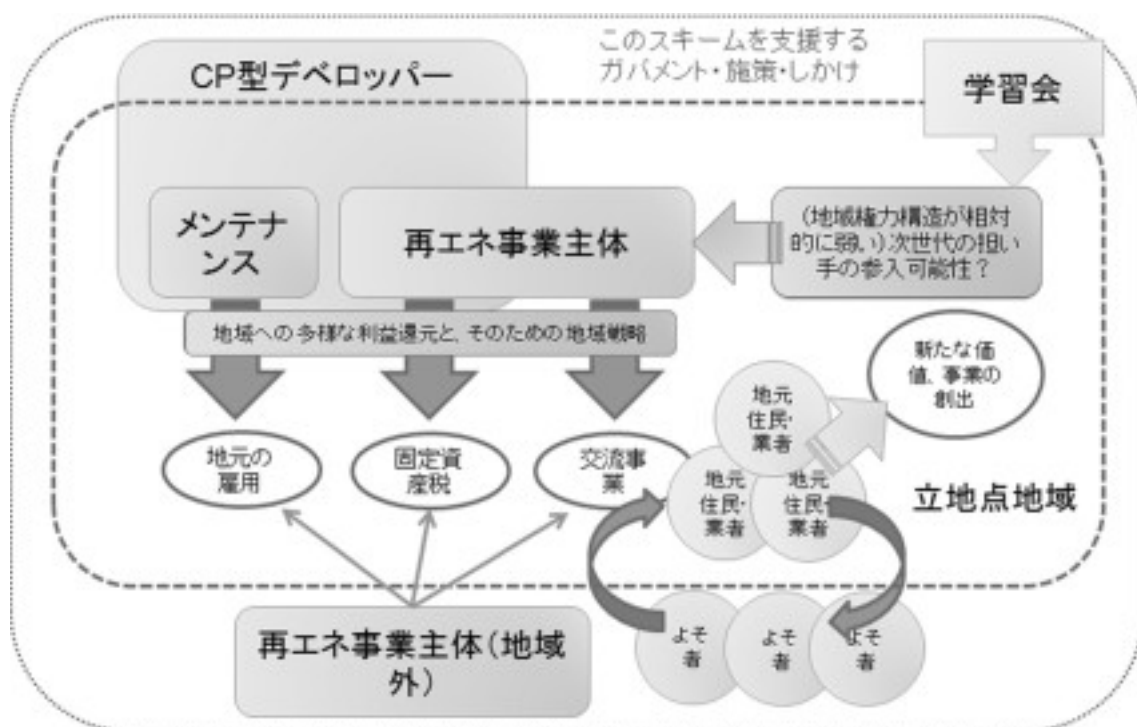 このスキームを支援する
ガバメント・施策・しかけ
CP型デベロッパー
学習会
メンテナ
ンス
再エネ事業主体
(地域権力構造が相対
的に弱い)次世代の担い
手の参入可能性?
地域への多様な利益還元と、そのための地域戦略
新たな価
値、事業の
創出
地元
住民・
業者
地元の
雇用
固定資
産税
交流事
業
地元
住民・
業者
地元
住民・
業者
立地点地域
再エネ事業主体(地域
外)
よそ
者
よそ
者
よそ
者